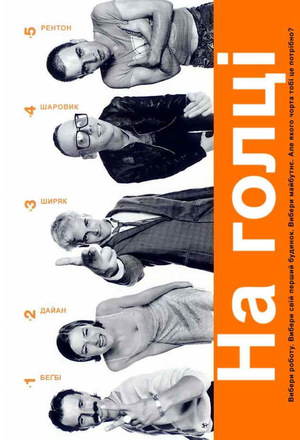 ·1 БЕҐБІ
·2 ДАЙАН
·3 ШИРЯК
·4 ШАРОВИК
·5 РЕНТОН
На голці
Вибери роботу. Вибери свій перший будинок. Вибери майбутнє. Але якого чорта тобі це потрібно?